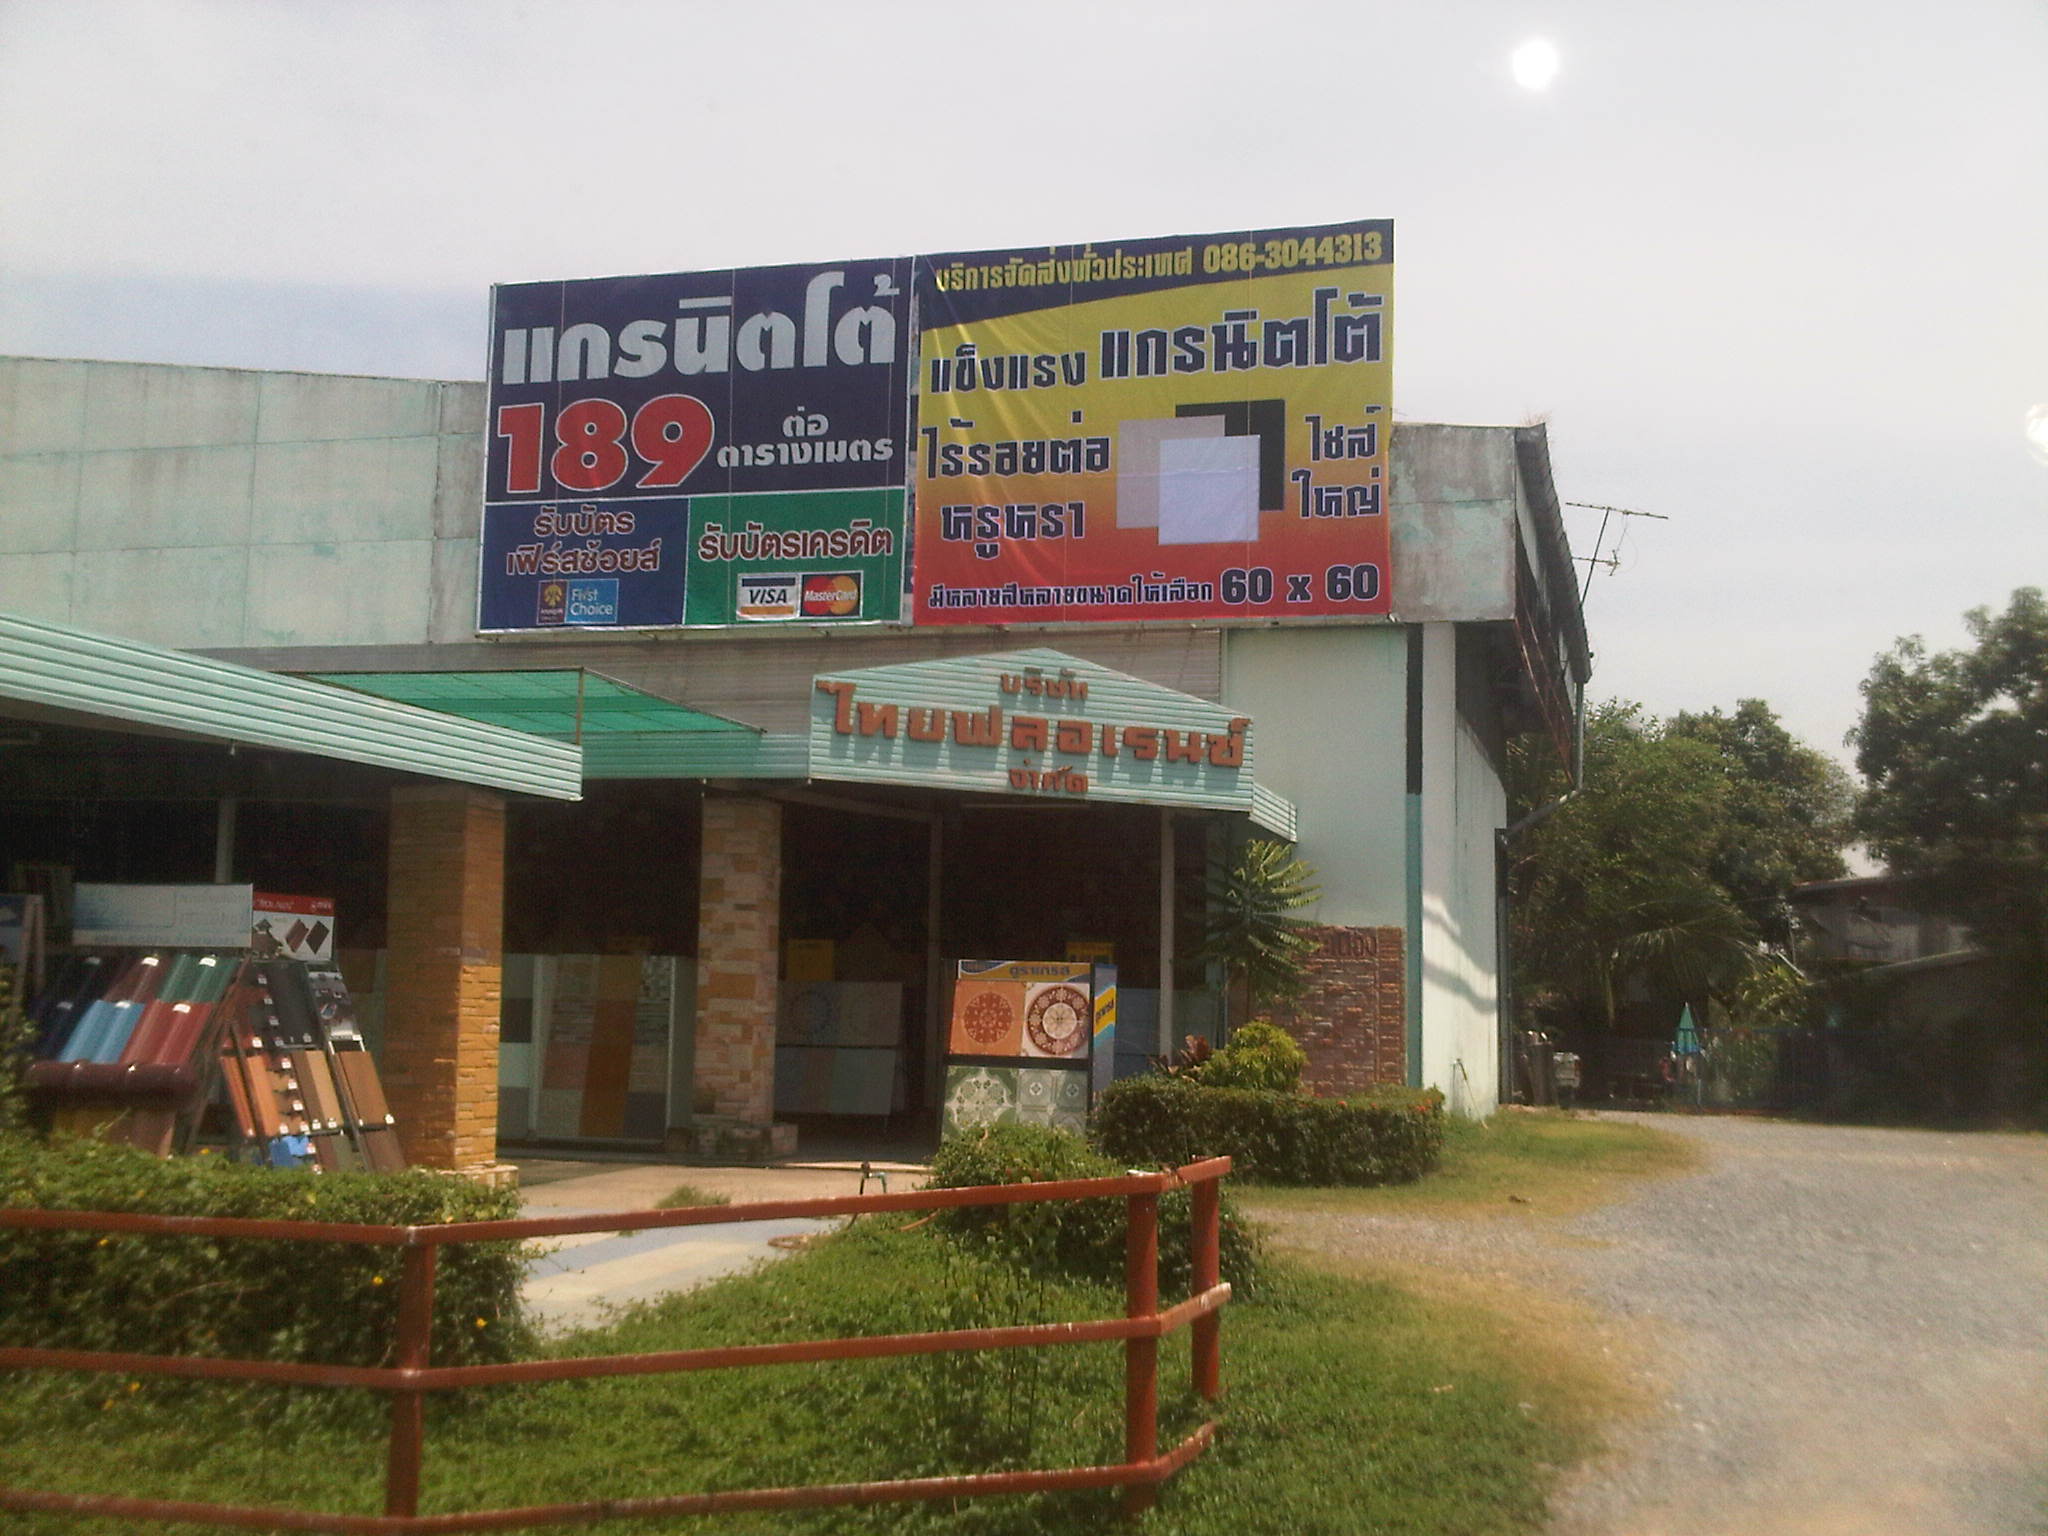 แกรนิตโต้
189 ต่อ
ตารางเมตร
รับบัตร
เฟิร์สช้อยส์
First
Choice
รับบัตรเครดิต
VISA MasterCard
บริการจัดส่งทั่วประเทศ 086-3044313
แข็งแรง แกรนิตโต้
ไร้รอยต่อ
หรูหรา
ไซส์
ใหญ่
มีหลายสีหลายขนาดให้เลือก 60 x 60
บริษัท
ไทยฟลอเรนซ์
จำกัด
ดูราเกรส